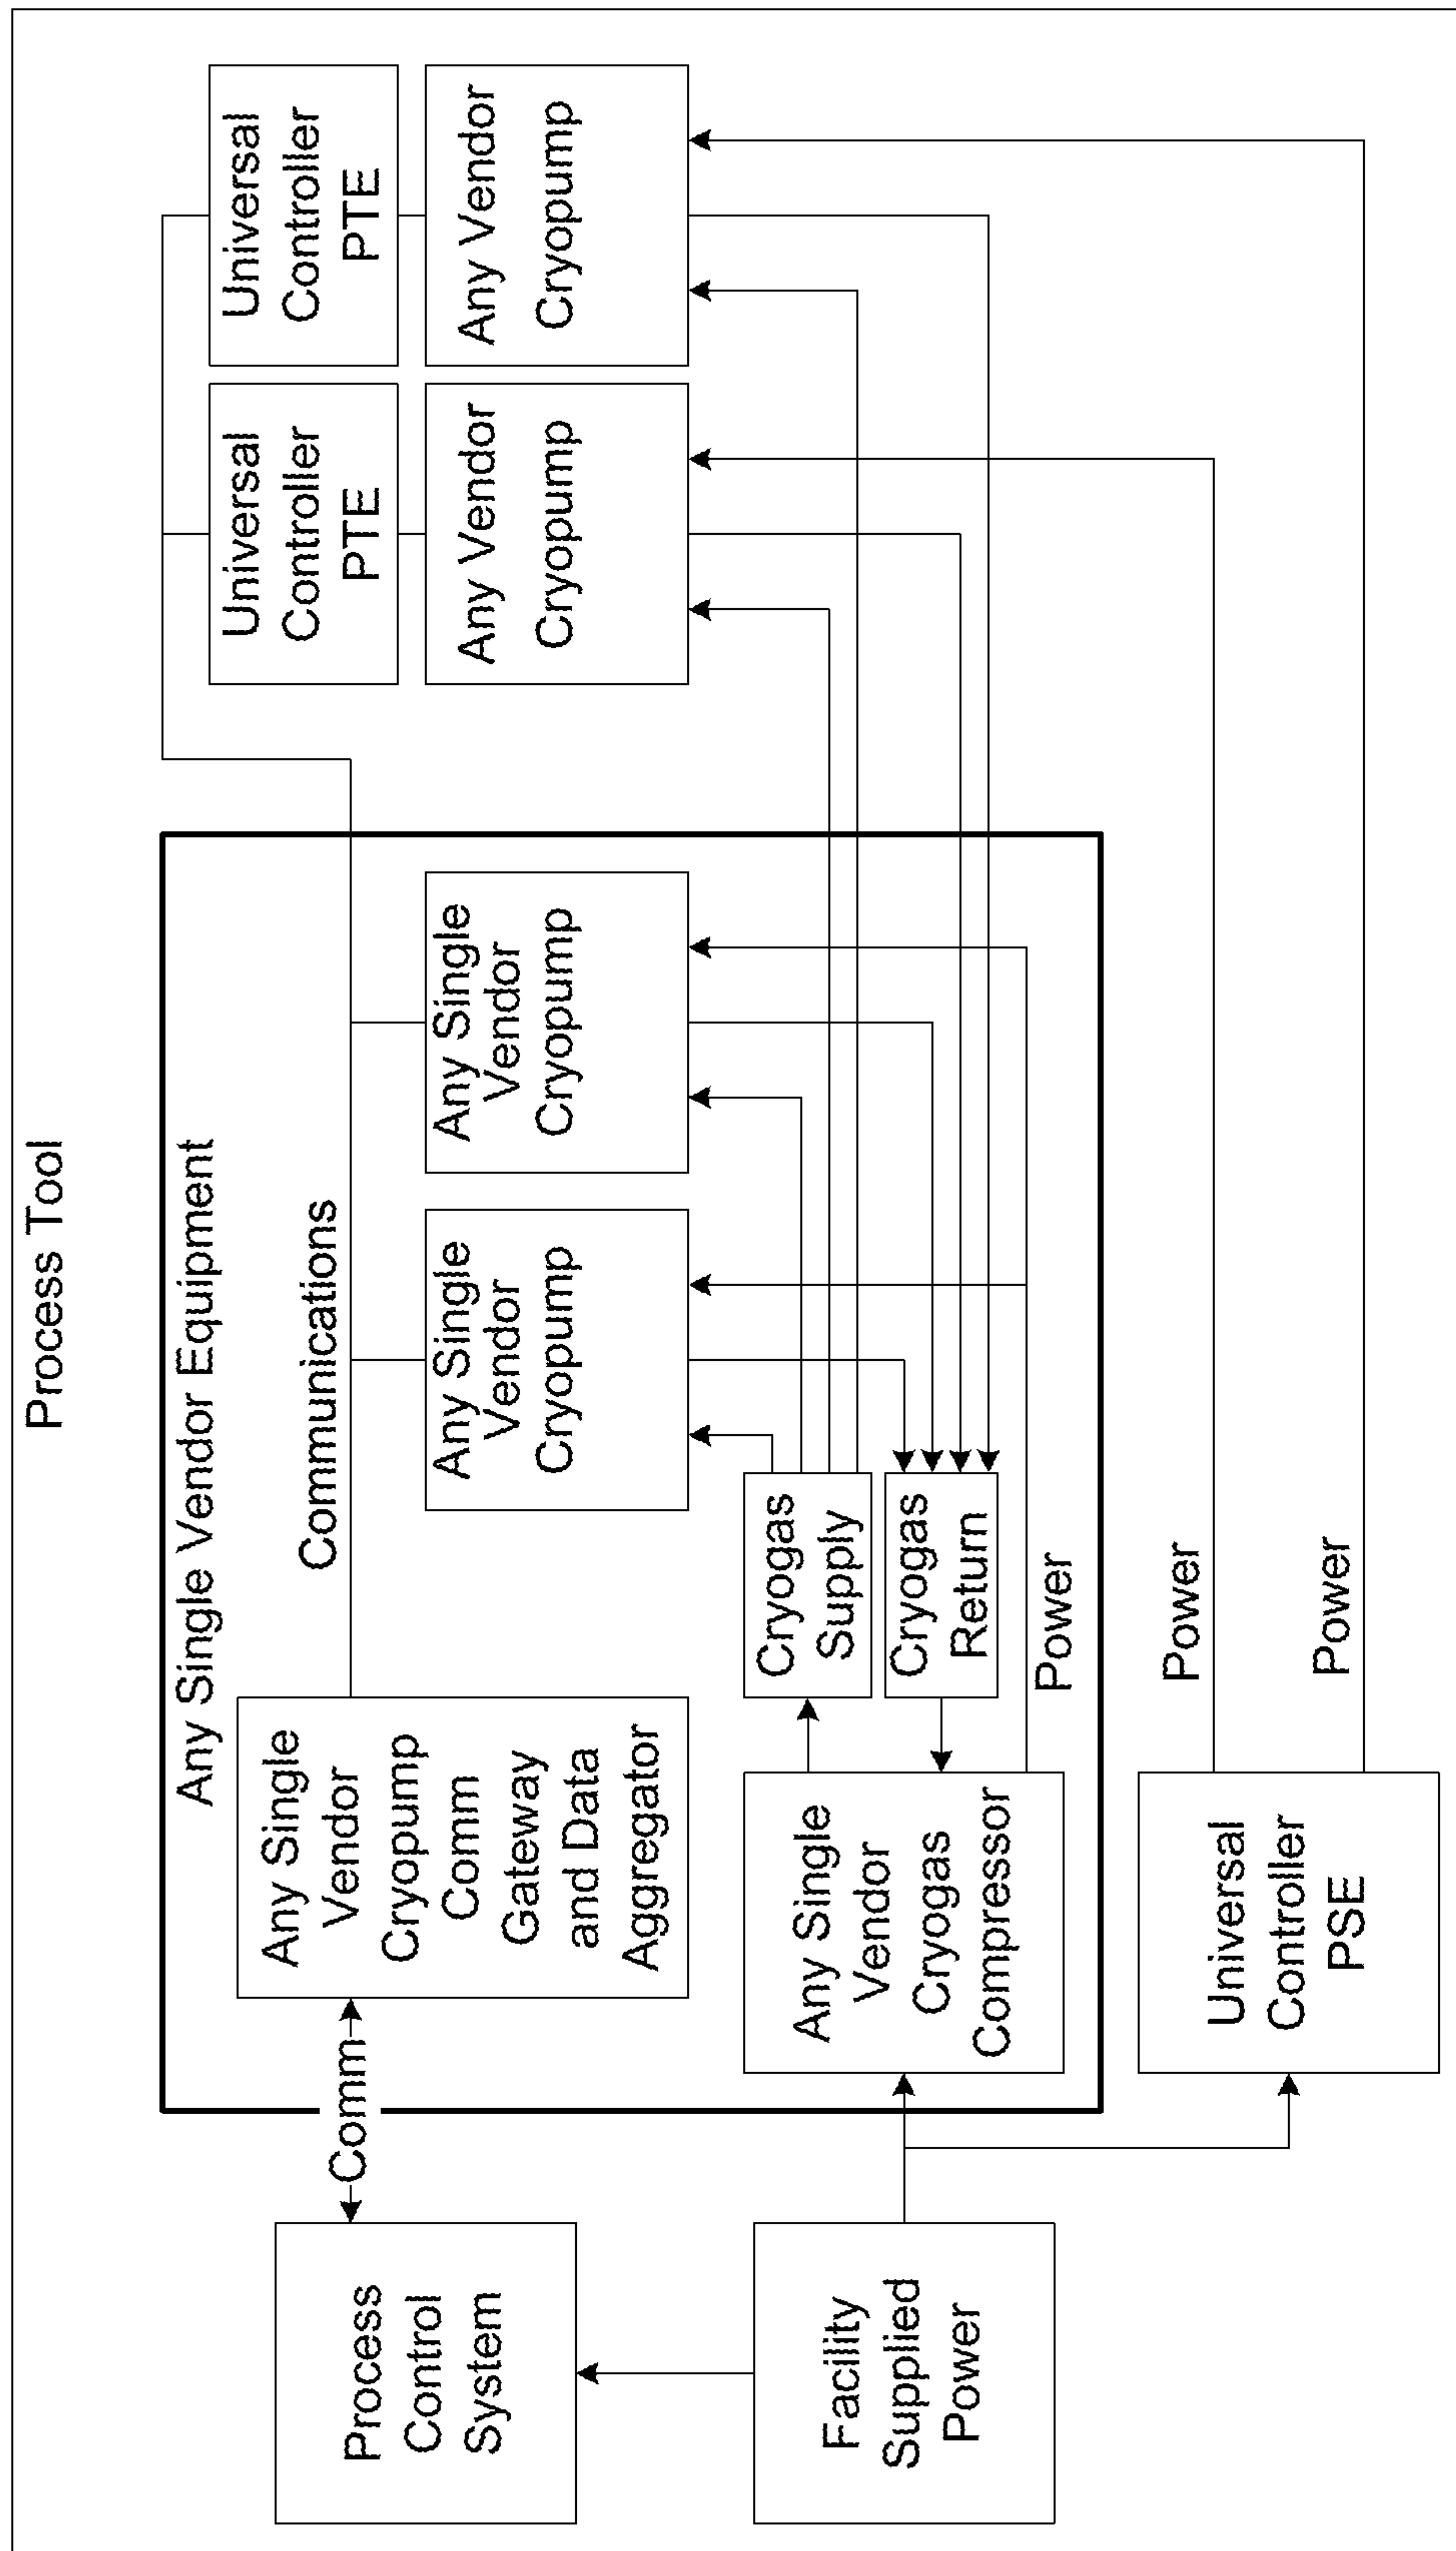 Process Tool
Any Single Vendor Equipment
Process
Control
System
Comm
Any Single
Vendor
Cryopump
Comm
Gateway
and Data
Aggregator
Communications
Any Single
Vendor
Cryopump
Any Single
Vendor
Cryopump
Universal
Controller
PTE
Universal
Controller
PTE
Any Vendor
Cryopump
Any Vendor
Cryopump
Facility
Supplied
Power
Any Single
Vendor
Cryogas
Compressor
Cryogas
Supply
Cryogas
Return
Power
Universal
Controller
PSE
Power
Power